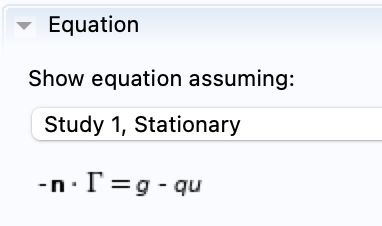 Equation
Show equation assuming:
Study 1, Stationary
-n · Γ = g - qu